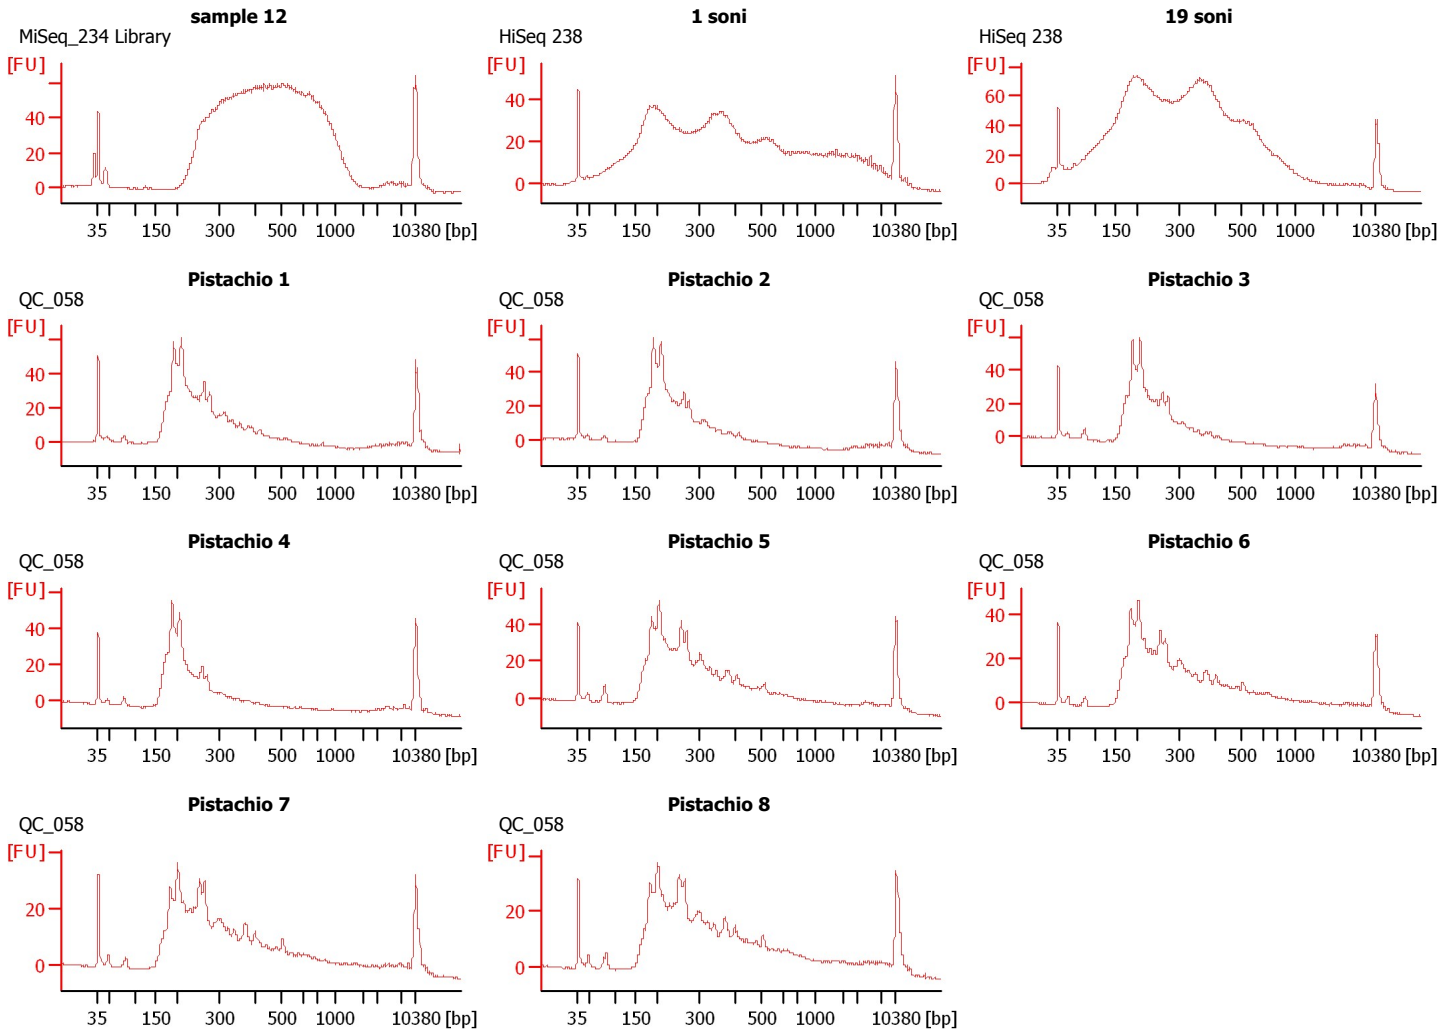 sample 12
MiSeq_234 Library
[FU]
40
20
0
35 150 300 500 1000 10380 [bp]
1 soni
HiSeq 238
[FU]
40
20
0
35 150 300 500 1000 10380 [bp]
19 soni
HiSeq 238
[FU]
60
40
20
0
35 150 300 500 1000 10380 [bp]
Pistachio 1
QC_058
[FU]
40
20
0
35 150 300 500 1000 10380 [bp]
Pistachio 2
QC_058
[FU]
40
20
0
35 150 300 500 1000 10380 [bp]
Pistachio 3
QC_058
[FU]
40
20
0
35 150 300 500 1000 10380 [bp]
Pistachio 4
QC_058
[FU]
40
20
0
35 150 300 500 1000 10380 [bp]
Pistachio 5
QC_058
[FU]
40
20
0
35 150 300 500 1000 10380 [bp]
Pistachio 6
QC_058
[FU]
40
20
0
35 150 300 500 1000 10380 [bp]
Pistachio 7
QC_058
[FU]
20
0
35 150 300 500 1000 10380 [bp]
Pistachio 8
QC_058
[FU]
20
0
35 150 300 500 1000 10380 [bp]